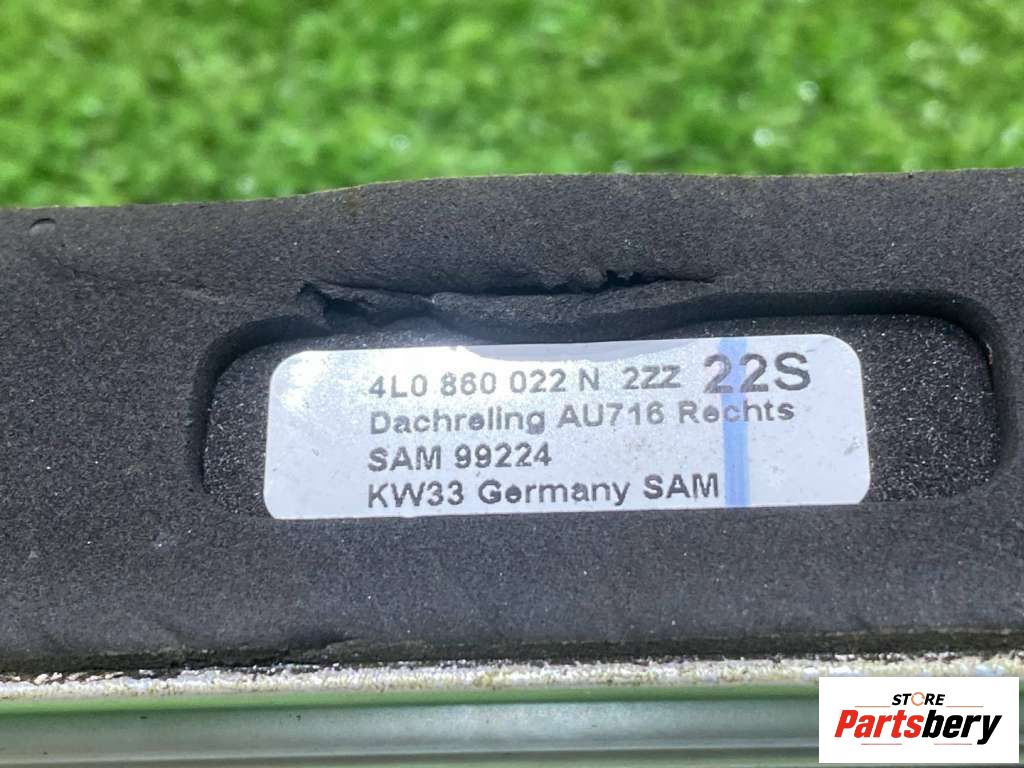 4L0 860 022 N 2ZZ 22S
Dachreling AU716 Rechts
SAM 99224
KW33 Germany SAM
STORE
Partsbery